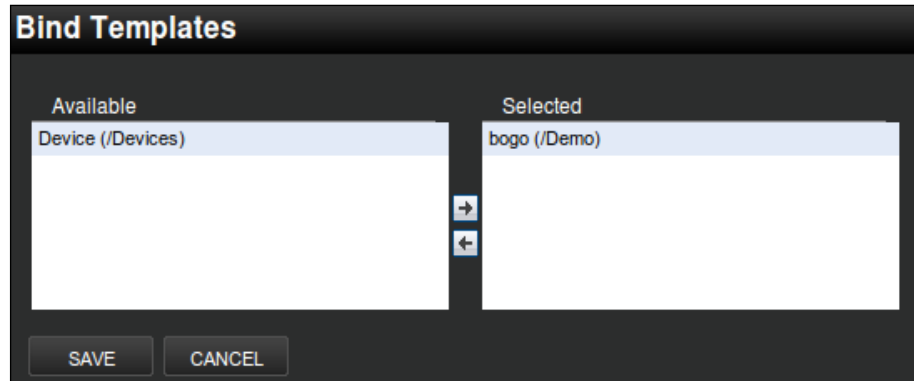 Bind Templates
Available
Device (/Devices)
Selected
bogo (/Demo)
SAVE
CANCEL